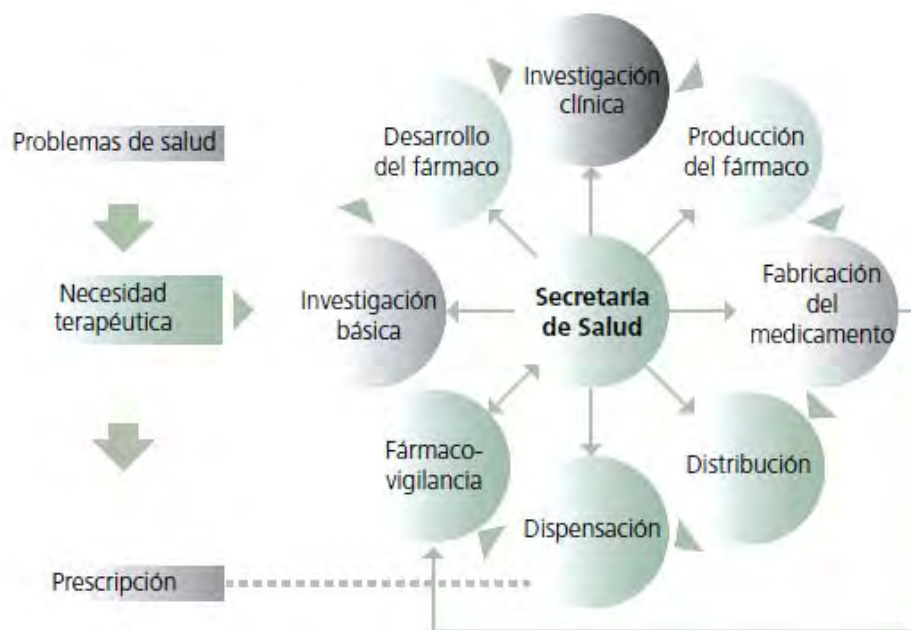 Investigación
clínica
Desarrollo
del fármaco
Producción
del fármaco
Problemas de salud
Necesidad
terapéutica
Investigación
básica
Secretaría
de Salud
Fabricación
del
medicamento
Fármaco-
vigilancia
Distribución
Dispensación
Prescripción